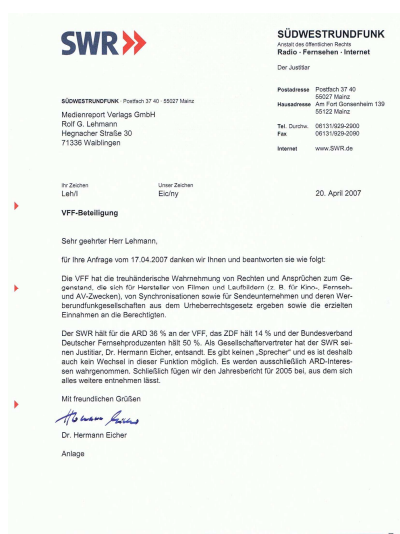 SWR
SÜDWESTRUNDFUNK
Anstalt des öffentlichen Rechts
Radio · Fernsehen · Internet
Der Justitiar
Postadresse Postfach 37 40
55027 Mainz
Hausadresse Am Fort Gonsenheim 139
55122 Mainz
Tel. Durchw. 06131/929-2900
Fax 06131/929-2090
Internet www.SWR.de
SÜDWESTRUNDFUNK · Postfach 37 40 · 55027 Mainz
Medienreport Verlags GmbH
Rolf G. Lehmann
Hegnacher Straße 30
71336 Waiblingen
Ihr Zeichen Unser Zeichen
Leh/l Eic/ny 20. April 2007
VFF-Beteiligung
Sehr geehrter Herr Lehmann,
für Ihre Anfrage vom 17.04.2007 danken wir Ihnen und beantworten sie wie folgt:
Die VFF hat die treuhänderische Wahrnehmung von Rechten und Ansprüchen zum Ge-
genstand, die sich für Hersteller von Filmen und Laufbildern (z. B. für Kino-, Fernseh-
und AV-Zwecken), von Synchronisationen sowie für Sendeunternehmen und deren Wer-
berundfunkgesellschaften aus dem Urheberrechtsgesetz ergeben sowie die erzielten
Einnahmen an die Berechtigten.
Der SWR hält für die ARD 36 % an der VFF, das ZDF hält 14 % und der Bundesverband
Deutscher Fernsehproduzenten hält 50 %. Als Gesellschaftervertreter hat der SWR sei-
nen Justitiar, Dr. Hermann Eicher, entsandt. Es gibt keinen „Sprecher“ und es ist deshalb
auch kein Wechsel in dieser Funktion möglich. Es werden ausschließlich ARD-Interes-
sen wahrgenommen. Schließlich fügen wir den Jahresbericht für 2005 bei, aus dem sich
alles weitere entnehmen lässt.
Mit freundlichen Grüßen
Hermann Eicher
Dr. Hermann Eicher
Anlage